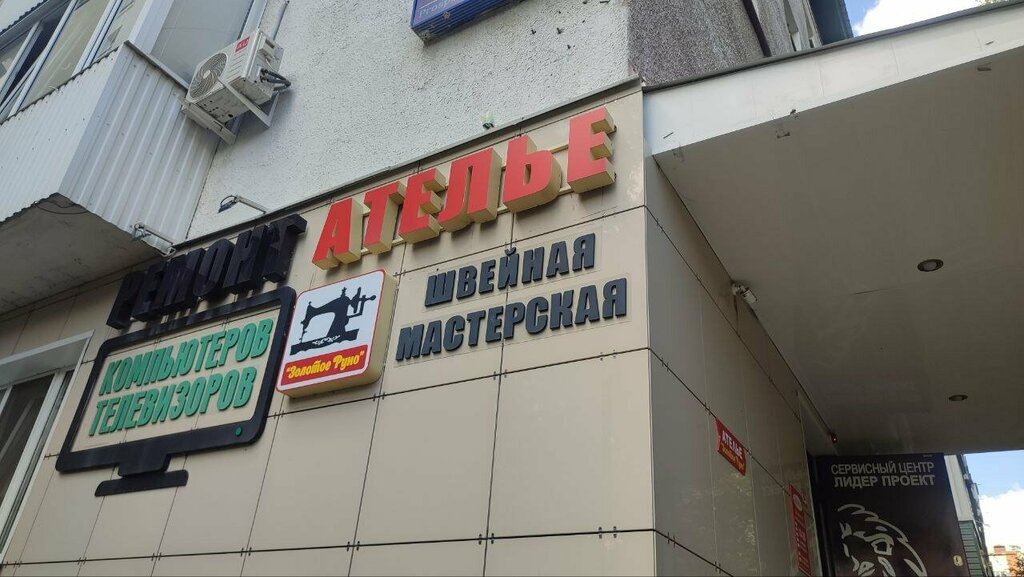 РЕМОНТ
КОМПЬЮТЕРОВ
ТЕЛЕВИЗОРОВ
АТЕЛЬЕ
"Золотое Руно"
ШВЕЙНАЯ
МАСТЕРСКАЯ
АТЕЛЬЕ
СЕРВИСНЫЙ ЦЕНТР
ЛИДЕР ПРОЕКТ